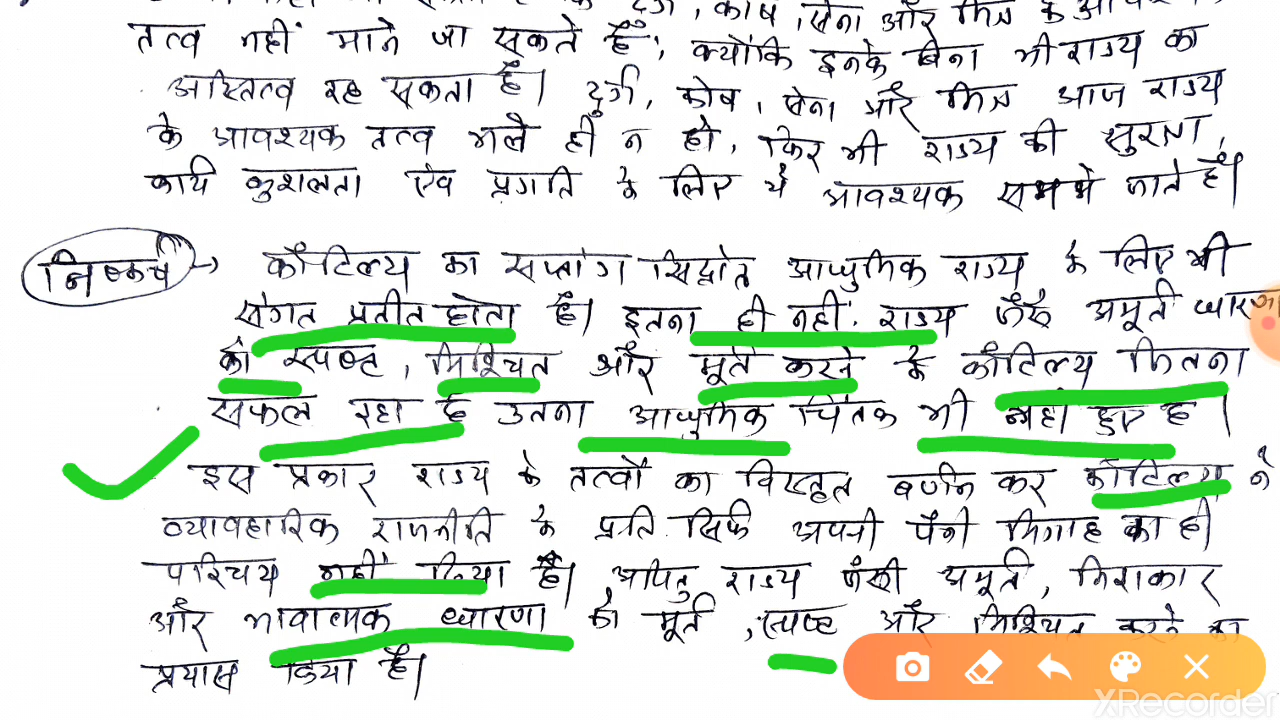 दुर्ग, कोष, सेना और मित्र के
तत्व नहीं माने जा सकते हैं, क्योंकि इनके बिना भी राज्य का
अस्तित्व रह सकता है। दुर्ग, कोष, सेना और मित्र आज राज्य
के आवश्यक तत्व भले ही न हो, फिर भी राज्य की सुरक्षा,
कार्य कुशलता एंव प्रगति के लिए ये आवश्यक समझे जाते हैं।
निष्कर्ष → कौटिल्य का सप्तांग सिद्धांत आधुनिक राज्य के लिए भी
संगत प्रतीत होता है। इतना ही नहीं, राज्य जैसे अमूर्त धारणा
को स्पष्ट, निश्चित और मूर्त करने के कौटिल्य जितना
सफल रहा है उतना आधुनिक चिंतक भी नहीं हुए है।
इस प्रकार राज्य के तत्वों का विस्तृत वर्णन कर कौटिल्य ने
व्यावहारिक राजनीति के प्रति सिर्फ अपनी पैनी निगाह का ही
परिचय नहीं दिया है। अपितु राज्य जैसी अमूर्त, निराकार
और भावात्मक धारणा को मूर्त, स्पष्ट और निश्चित करने का
प्रयास किया है।
XRecorder